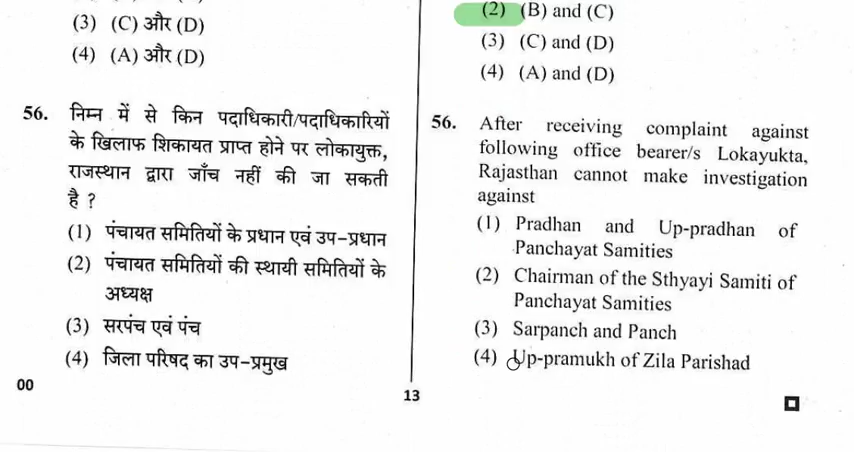 (3) (C) और (D)
(4) (A) और (D)
56. निम्न में से किन पदाधिकारी/पदाधिकारियों
के खिलाफ शिकायत प्राप्त होने पर लोकायुक्त,
राजस्थान द्वारा जाँच नहीं की जा सकती
है ?
(1) पंचायत समितियों के प्रधान एवं उप-प्रधान
(2) पंचायत समितियों की स्थायी समितियों के
अध्यक्ष
(3) सरपंच एवं पंच
(4) जिला परिषद का उप-प्रमुख
00
(2) (B) and (C)
(3) (C) and (D)
(4) (A) and (D)
56. After receiving complaint against
following office bearer/s Lokayukta,
Rajasthan cannot make investigation
against
(1) Pradhan and Up-pradhan of
Panchayat Samities
(2) Chairman of the Sthyayi Samiti of
Panchayat Samities
(3) Sarpanch and Panch
(4) Up-pramukh of Zila Parishad
13